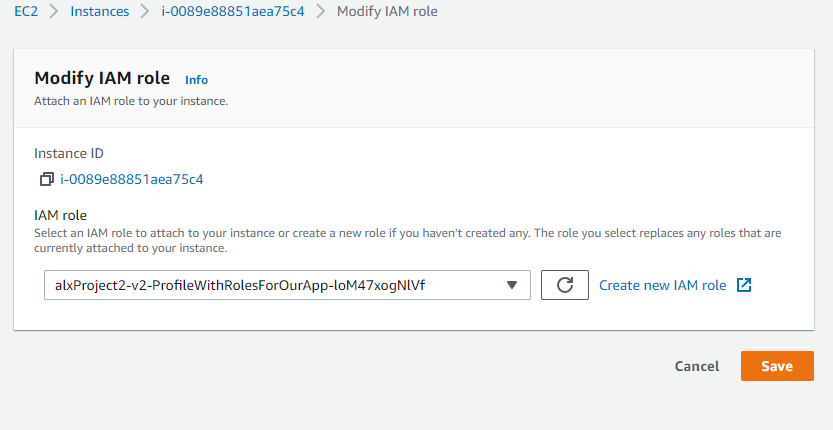 EC2 > Instances > i-0089e88851aea75c4 > Modify IAM role
Modify IAM role Info
Attach an IAM role to your instance.
Instance ID
i-0089e88851aea75c4
IAM role
Select an IAM role to attach to your instance or create a new role if you haven't created any. The role you select replaces any roles that are
currently attached to your instance.
alxProject2-v2-ProfileWithRolesForOurApp-loM47xogNlVf Create new IAM role
Cancel Save